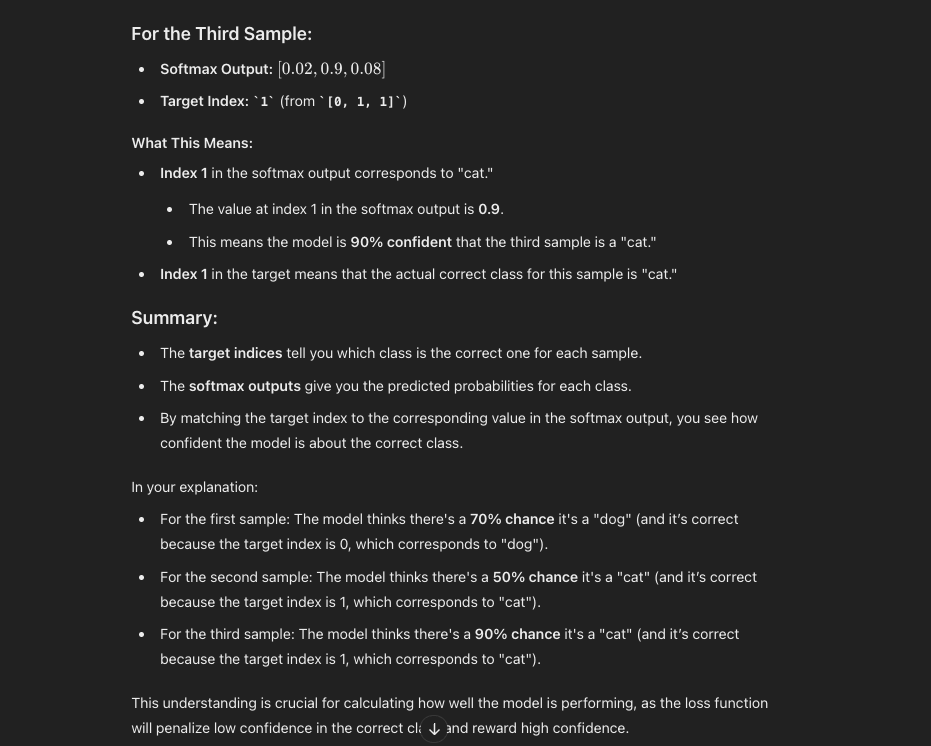 For the Third Sample:
• Softmax Output: [0.02, 0.9, 0.08]
• Target Index: `1` (from `[0, 1, 1]`)
What This Means:
• Index 1 in the softmax output corresponds to "cat."
• The value at index 1 in the softmax output is 0.9.
• This means the model is 90% confident that the third sample is a "cat."
• Index 1 in the target means that the actual correct class for this sample is "cat."
Summary:
• The target indices tell you which class is the correct one for each sample.
• The softmax outputs give you the predicted probabilities for each class.
• By matching the target index to the corresponding value in the softmax output, you see how
confident the model is about the correct class.
In your explanation:
• For the first sample: The model thinks there's a 70% chance it's a "dog" (and it’s correct
because the target index is 0, which corresponds to "dog").
• For the second sample: The model thinks there's a 50% chance it's a "cat" (and it’s correct
because the target index is 1, which corresponds to "cat").
• For the third sample: The model thinks there's a 90% chance it's a "cat" (and it’s correct
because the target index is 1, which corresponds to "cat").
This understanding is crucial for calculating how well the model is performing, as the loss function
will penalize low confidence in the correct and reward high confidence.